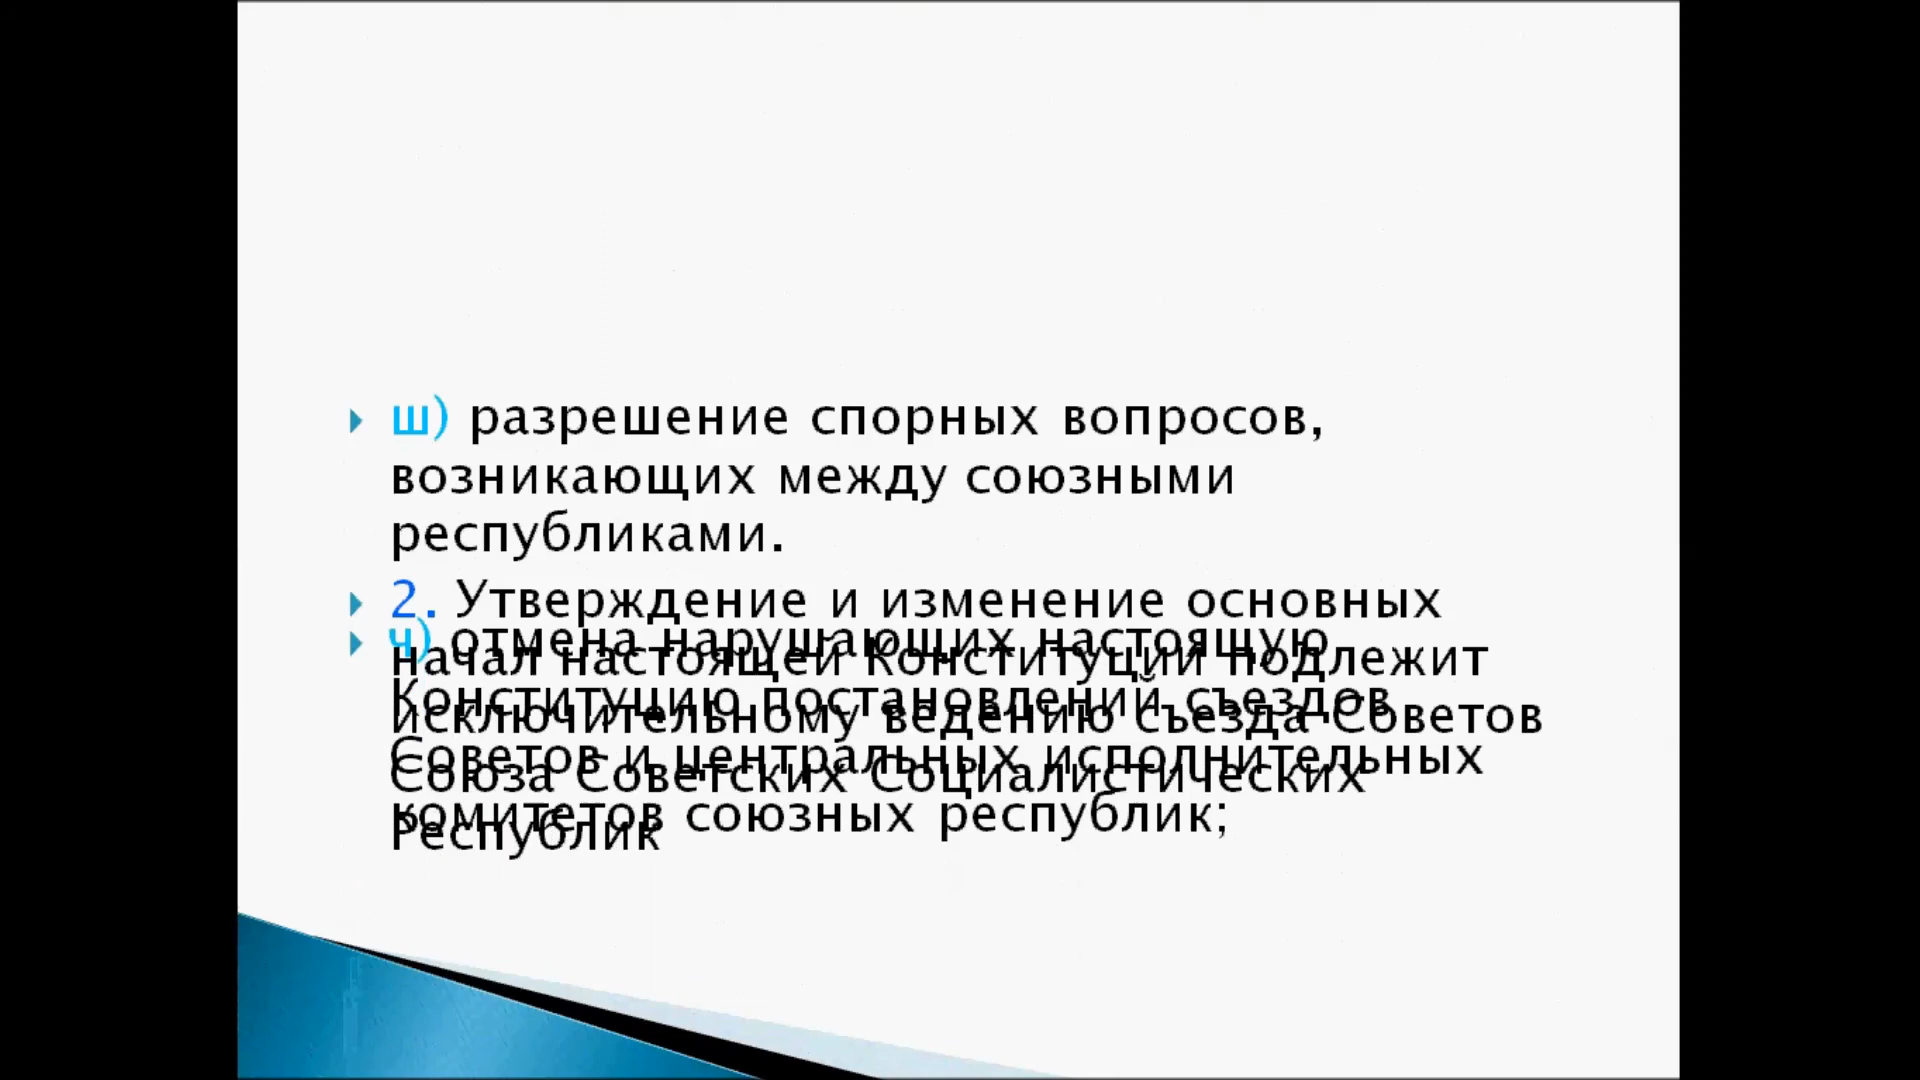 ш) разрешение спорных вопросов,
возникающих между союзными
республиками.
2. Утверждение и изменение основных
начал настоящей Конституции подлежит
исключительному ведению съезда Советов
Союза Советских Социалистических
Республик
ч) отмена нарушающих настоящую
Конституцию постановлений съездов
Советов и центральных исполнительных
комитетов союзных республик;